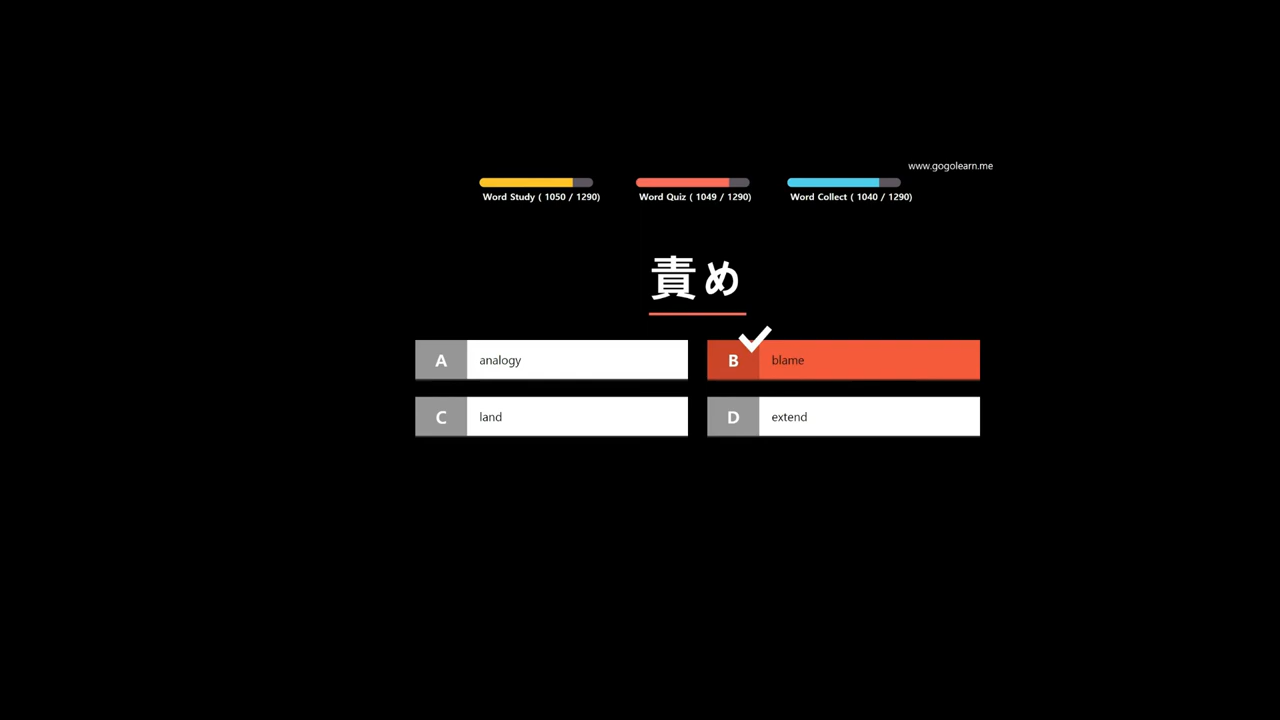 www.gogolearn.me
Word Study ( 1050 / 1290)
Word Quiz ( 1049 / 1290)
Word Collect ( 1040 / 1290)
責め
A analogy
B blame
C land
D extend